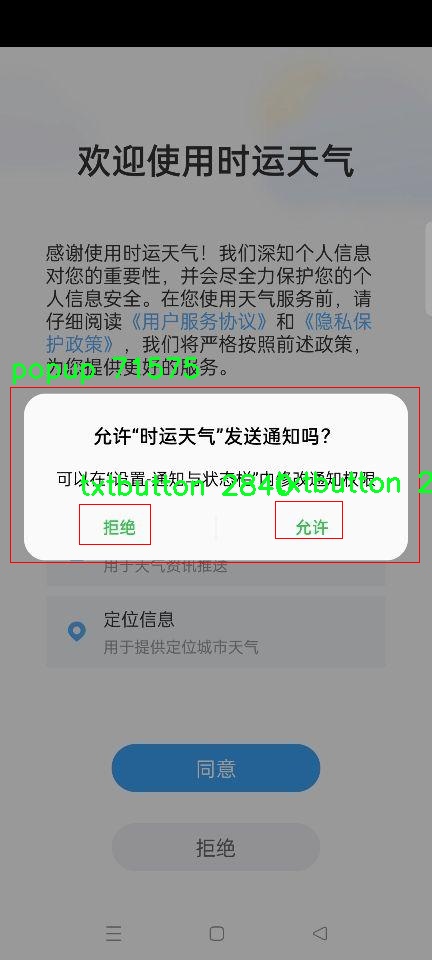 欢迎使用时运天气
感谢使用时运天气！我们深知个人信息
对您的重要性，并会尽全力保护您的个
人信息安全。在您使用天气服务前，请
仔细阅读《用户服务协议》和《隐私保
护政策》，我们将严格按照前述政策，
为您提供更好的服务。
popup 71575
允许“时运天气”发送通知吗？
可以在“设置-通知与状态栏”中修改通知权限
txtbutton 2840
txtbutton 2
拒绝
允许
用于天气资讯推送
定位信息
用于提供定位城市天气
同意
拒绝